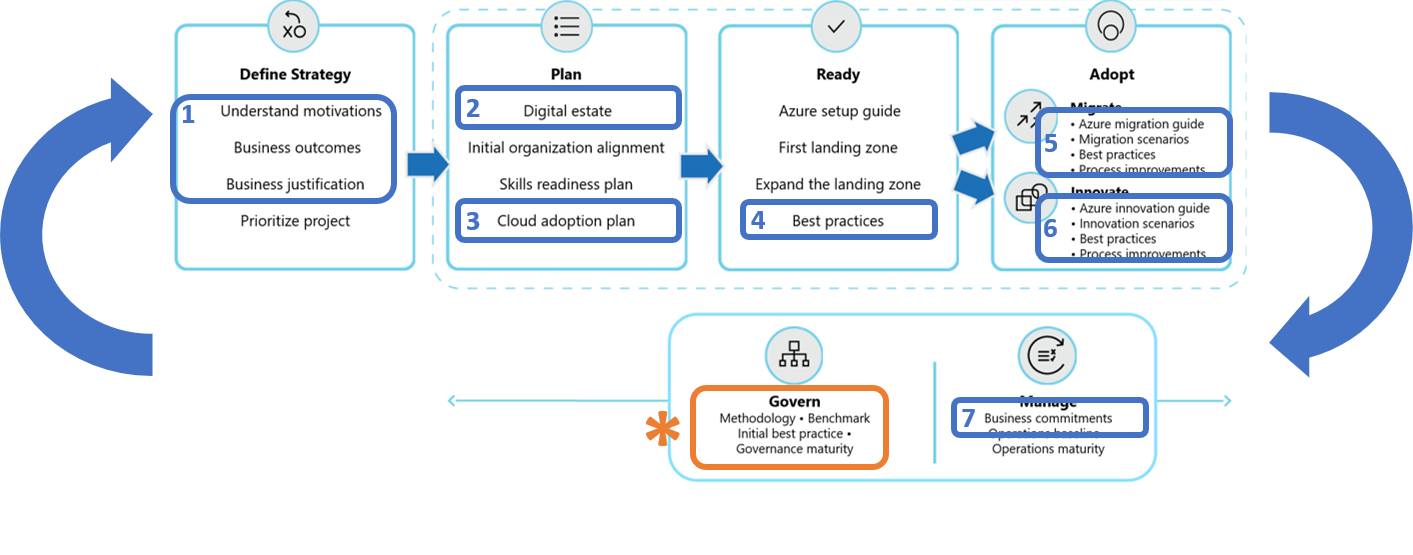 Define Strategy
1
Understand motivations
Business outcomes
Business justification
Prioritize project
Plan
2
Digital estate
Initial organization alignment
Skills readiness plan
3
Cloud adoption plan
Ready
Azure setup guide
First landing zone
Expand the landing zone
4
Best practices
Adopt
Migrate
5
• Azure migration guide
• Migration scenarios
• Best practices
• Process improvements
Innovate
6
• Azure innovation guide
• Innovation scenarios
• Best practices
• Process improvements
*
Govern
Methodology • Benchmark
Initial best practice •
Governance maturity
Manage
7
Business commitments
Operations baseline
Operations maturity